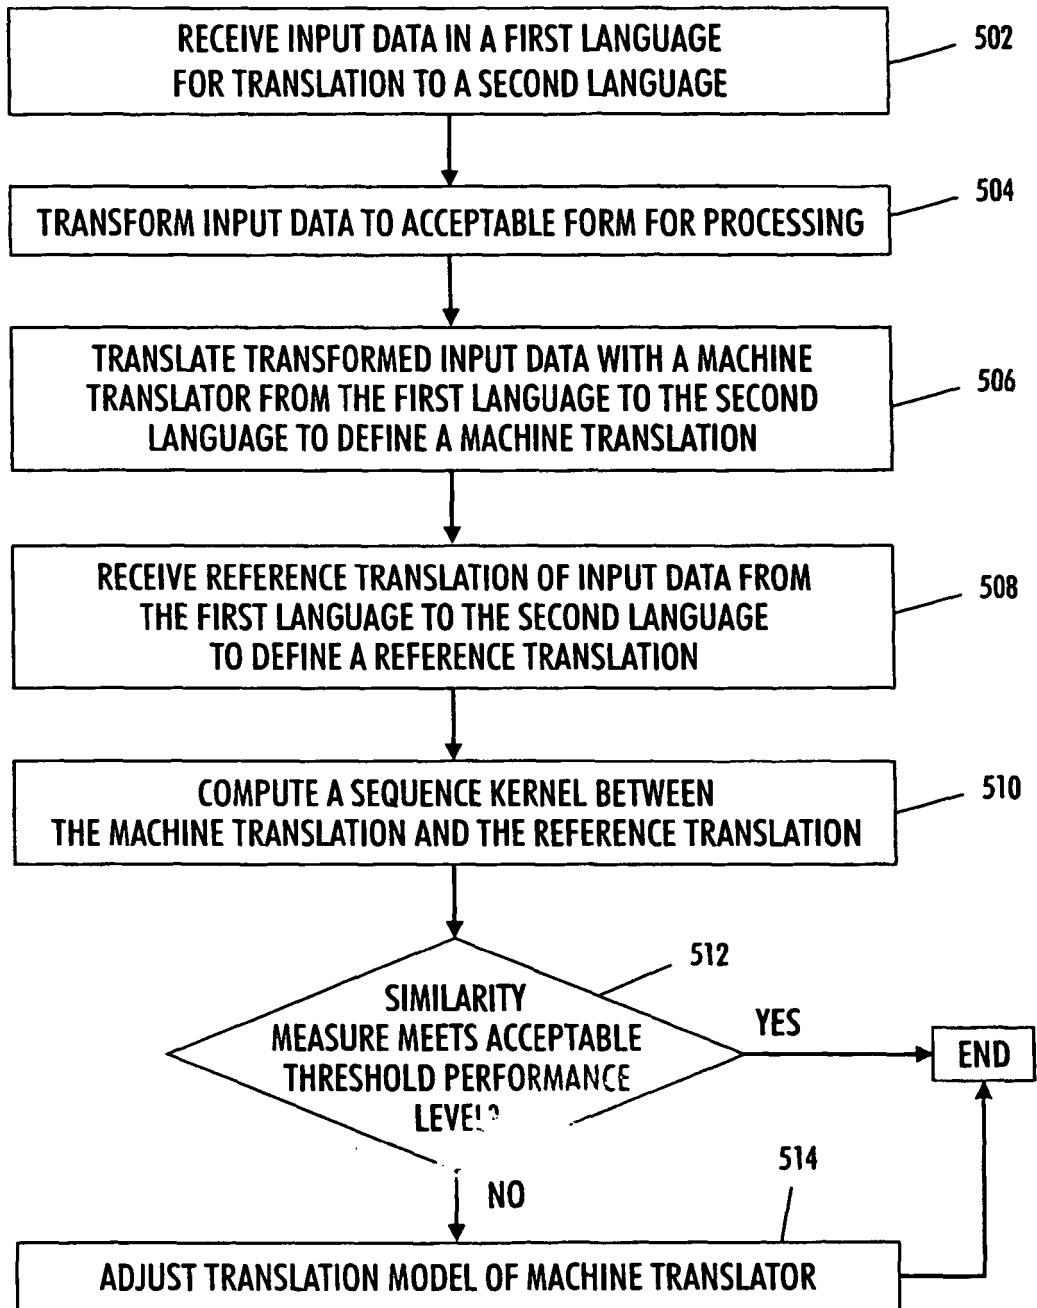 RECEIVE INPUT DATA IN A FIRST LANGUAGE
FOR TRANSLATION TO A SECOND LANGUAGE
502
TRANSFORM INPUT DATA TO ACCEPTABLE FORM FOR PROCESSING
504
TRANSLATE TRANSFORMED INPUT DATA WITH A MACHINE
TRANSLATOR FROM THE FIRST LANGUAGE TO THE SECOND
LANGUAGE TO DEFINE A MACHINE TRANSLATION
506
RECEIVE REFERENCE TRANSLATION OF INPUT DATA FROM
THE FIRST LANGUAGE TO THE SECOND LANGUAGE
TO DEFINE A REFERENCE TRANSLATION
508
COMPUTE A SEQUENCE KERNEL BETWEEN
THE MACHINE TRANSLATION AND THE REFERENCE TRANSLATION
510
SIMILARITY
MEASURE MEETS ACCEPTABLE
THRESHOLD PERFORMANCE
LEVEL?
512
YES
END
NO
514
ADJUST TRANSLATION MODEL OF MACHINE TRANSLATOR